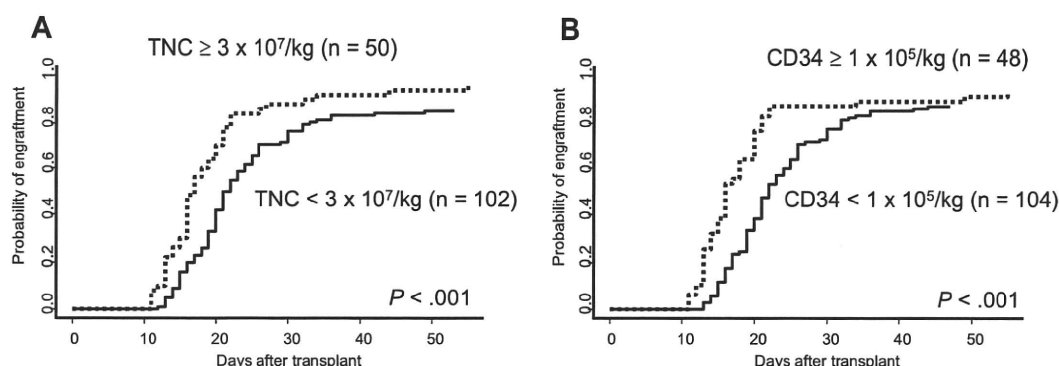 A
TNC ≥ 3 x 10⁷/kg (n = 50)
Probability of engraftment
1.0
0.8
0.6
0.4
0.2
0.0
TNC < 3 x 10⁷/kg (n = 102)
P < .001
0 10 20 30 40 50
Days after transplant
B
CD34 ≥ 1 x 10⁵/kg (n = 48)
Probability of engraftment
1.0
0.8
0.6
0.4
0.2
0.0
CD34 < 1 x 10⁵/kg (n = 104)
P < .001
0 10 20 30 40 50
Days after transplant